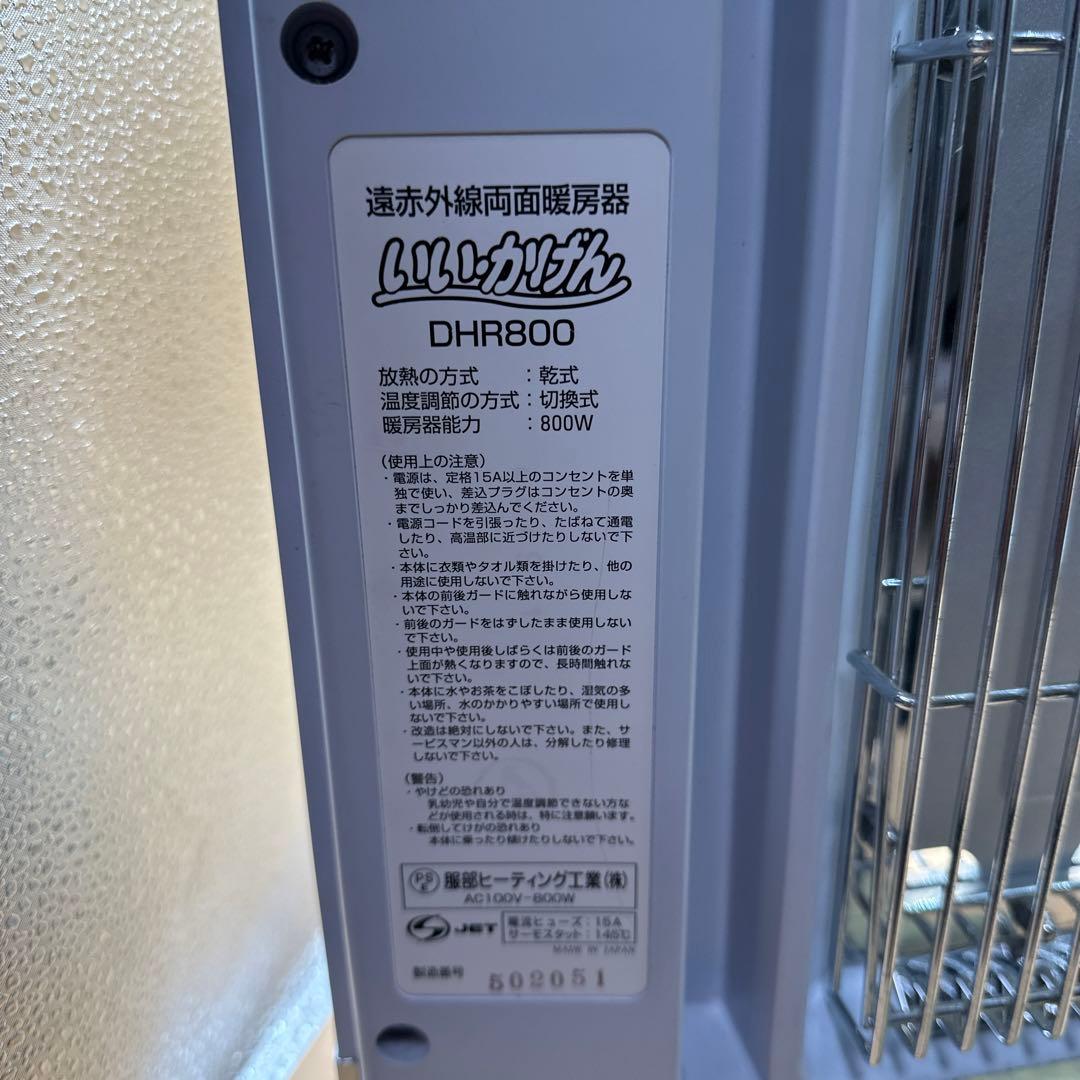 遠赤外線両面暖房器
いい・かげん
DHR800
放熱の方式 : 乾式
温度調節の方式 : 切換式
暖房器能力 : 800W
(使用上の注意)
・電源は、定格15A以上のコンセントを単
独で使い、差込プラグはコンセントの奥
までしっかり差込んでください。
・電源コードを引張ったり、たばねて通電
したり、高温部に近づけたりしないで下
さい。
・本体に衣類やタオル類を掛けたり、他の
用途に使用しないで下さい。
・本体の前後ガードに触れながら使用しな
いで下さい。
・前後のガードをはずしたまま使用しない
で下さい。
・使用中や使用後しばらくは前後のガード
上面が熱くなりますので、長時間触れな
いで下さい。
・本体に水やお茶をこぼしたり、湿気の多
い場所、水のかかりやすい場所で使用し
ないで下さい。
・改造は絶対にしないで下さい。また、サ
ービスマン以外の人は、分解したり修理
しないで下さい。
(警告)
・やけどの恐れあり
乳幼児や自分で温度調節できない方な
どが使用される時は、特に注意願います。
・転倒してけがの恐れあり
本体に乗ったり傾けたりしないで下さい。
PS E 服部ヒーティング工業(株)
AC100V-800W
JET 電流ヒューズ : 15A
サーモスタット : 145℃
MADE IN JAPAN
製造番号 502051